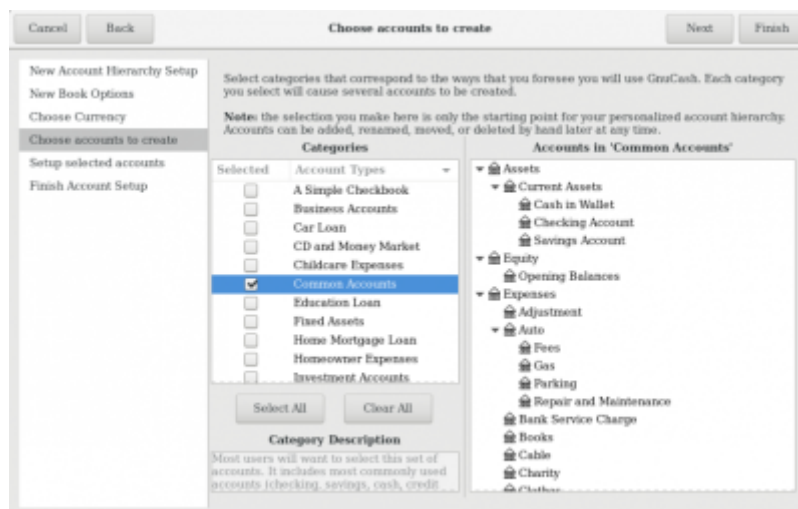 Cancel Back Choose accounts to create Next Finish
New Account Hierarchy Setup
New Book Options
Choose Currency
Choose accounts to create
Setup selected accounts
Finish Account Setup
Select categories that correspond to the ways that you foresee you will use GnuCash. Each category
you select will cause several accounts to be created.
Note: the selection you make here is only the starting point for your personalized account hierarchy.
Accounts can be added, renamed, moved, or deleted by hand later at any time.
Categories
Selected Account Types
A Simple Checkbook
Business Accounts
Car Loan
CD and Money Market
Childcare Expenses
Common Accounts
Education Loan
Fixed Assets
Home Mortgage Loan
Homeowner Expenses
Investment Accounts
Select All Clear All
Category Description
Most users will want to select this set of
accounts. It includes most commonly used
accounts (checking, savings, cash, credit
Accounts in 'Common Accounts'
Assets
Current Assets
Cash in Wallet
Checking Account
Savings Account
Equity
Opening Balances
Expenses
Adjustment
Auto
Fees
Gas
Parking
Repair and Maintenance
Bank Service Charge
Books
Cable
Charity
Clothes